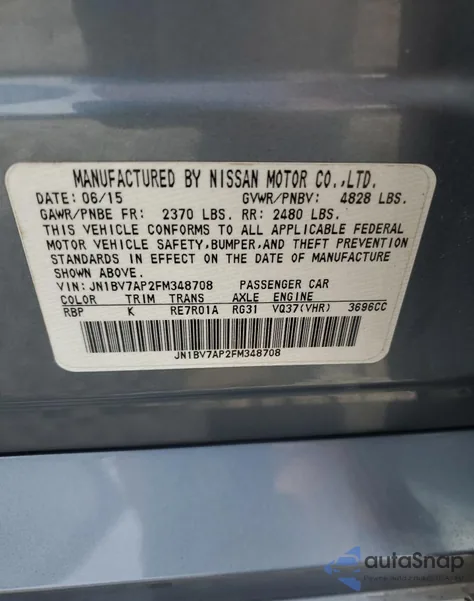 MANUFACTURED BY NISSAN MOTOR CO.,LTD.
DATE: 06/15 GVWR/PNBV: 4828 LBS.
GAWR/PNBE FR: 2370 LBS. RR: 2480 LBS.
THIS VEHICLE CONFORMS TO ALL APPLICABLE FEDERAL
MOTOR VEHICLE SAFETY, BUMPER, AND THEFT PREVENTION
STANDARDS IN EFFECT ON THE DATE OF MANUFACTURE
SHOWN ABOVE.
VIN: JN1BV7AP2FM348708 PASSENGER CAR
COLOR TRIM TRANS AXLE ENGINE
RBP K RE7R01A RG31 VQ37(VHR) 3696CC
JN1BV7AP2FM348708
autoSnap